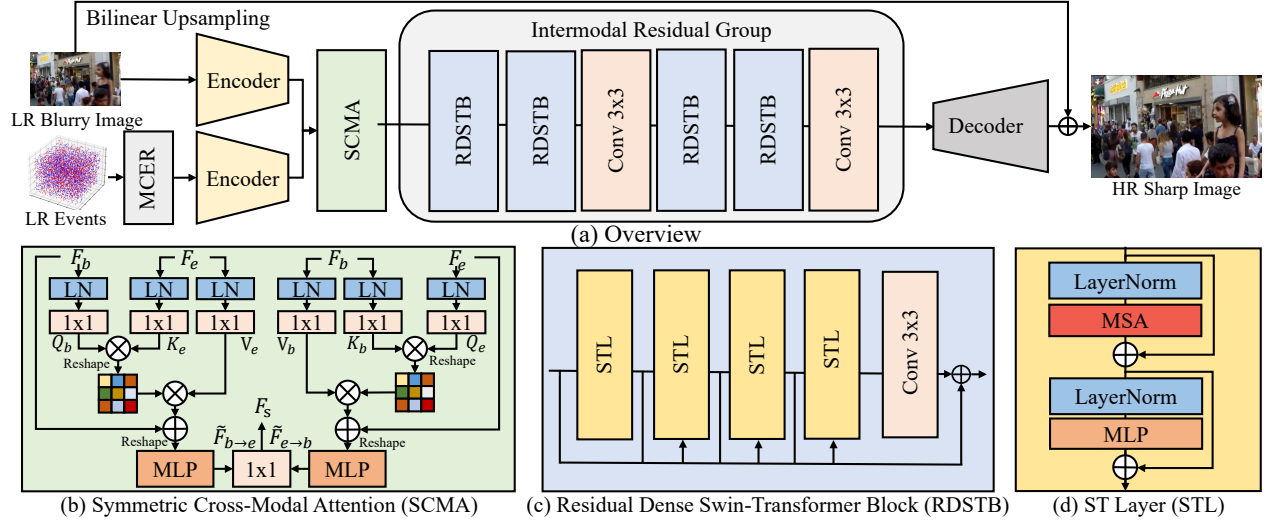 Bilinear Upsampling
Intermodal Residual Group
LR Blurry Image
Encoder
SCMA
RDSTB
RDSTB
Conv 3x3
RDSTB
RDSTB
Conv 3x3
Decoder
HR Sharp Image
LR Events
MCER
Encoder
(a) Overview
F_b F_e F_b F_e
LN LN LN LN LN LN
1x1 1x1 1x1 1x1 1x1 1x1
Q_b K_e V_e V_b K_b Q_e
Reshape Reshape
F_s
Reshape F̃_{b→e} F̃_{e→b} Reshape
MLP 1x1 MLP
(b) Symmetric Cross-Modal Attention (SCMA)
STL
STL
STL
STL
Conv 3x3
(c) Residual Dense Swin-Transformer Block (RDSTB)
LayerNorm
MSA
LayerNorm
MLP
(d) ST Layer (STL)